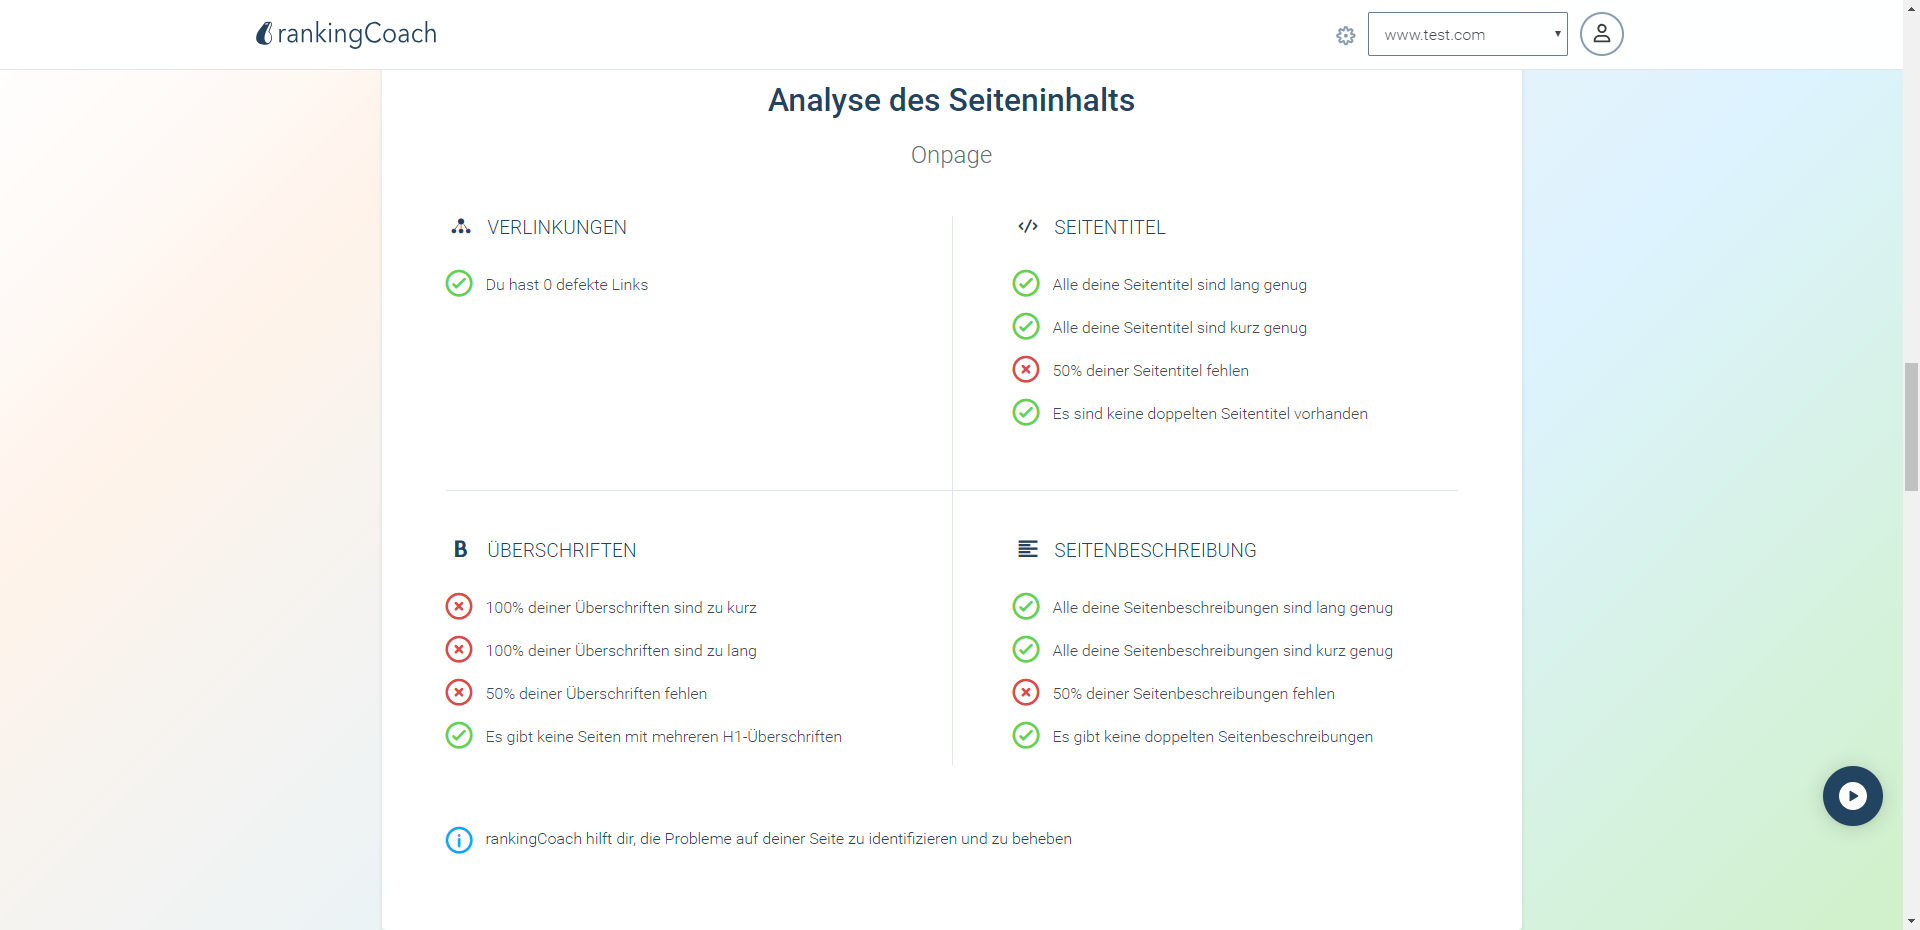 rankingCoach
www.test.com
Analyse des Seiteninhalts
Onpage
VERLINKUNGEN
Du hast 0 defekte Links
SEITENTITEL
Alle deine Seitentitel sind lang genug
Alle deine Seitentitel sind kurz genug
50% deiner Seitentitel fehlen
Es sind keine doppelten Seitentitel vorhanden
B ÜBERSCHRIFTEN
100% deiner Überschriften sind zu kurz
100% deiner Überschriften sind zu lang
50% deiner Überschriften fehlen
Es gibt keine Seiten mit mehreren H1-Überschriften
SEITENBESCHREIBUNG
Alle deine Seitenbeschreibungen sind lang genug
Alle deine Seitenbeschreibungen sind kurz genug
50% deiner Seitenbeschreibungen fehlen
Es gibt keine doppelten Seitenbeschreibungen
rankingCoach hilft dir, die Probleme auf deiner Seite zu identifizieren und zu beheben